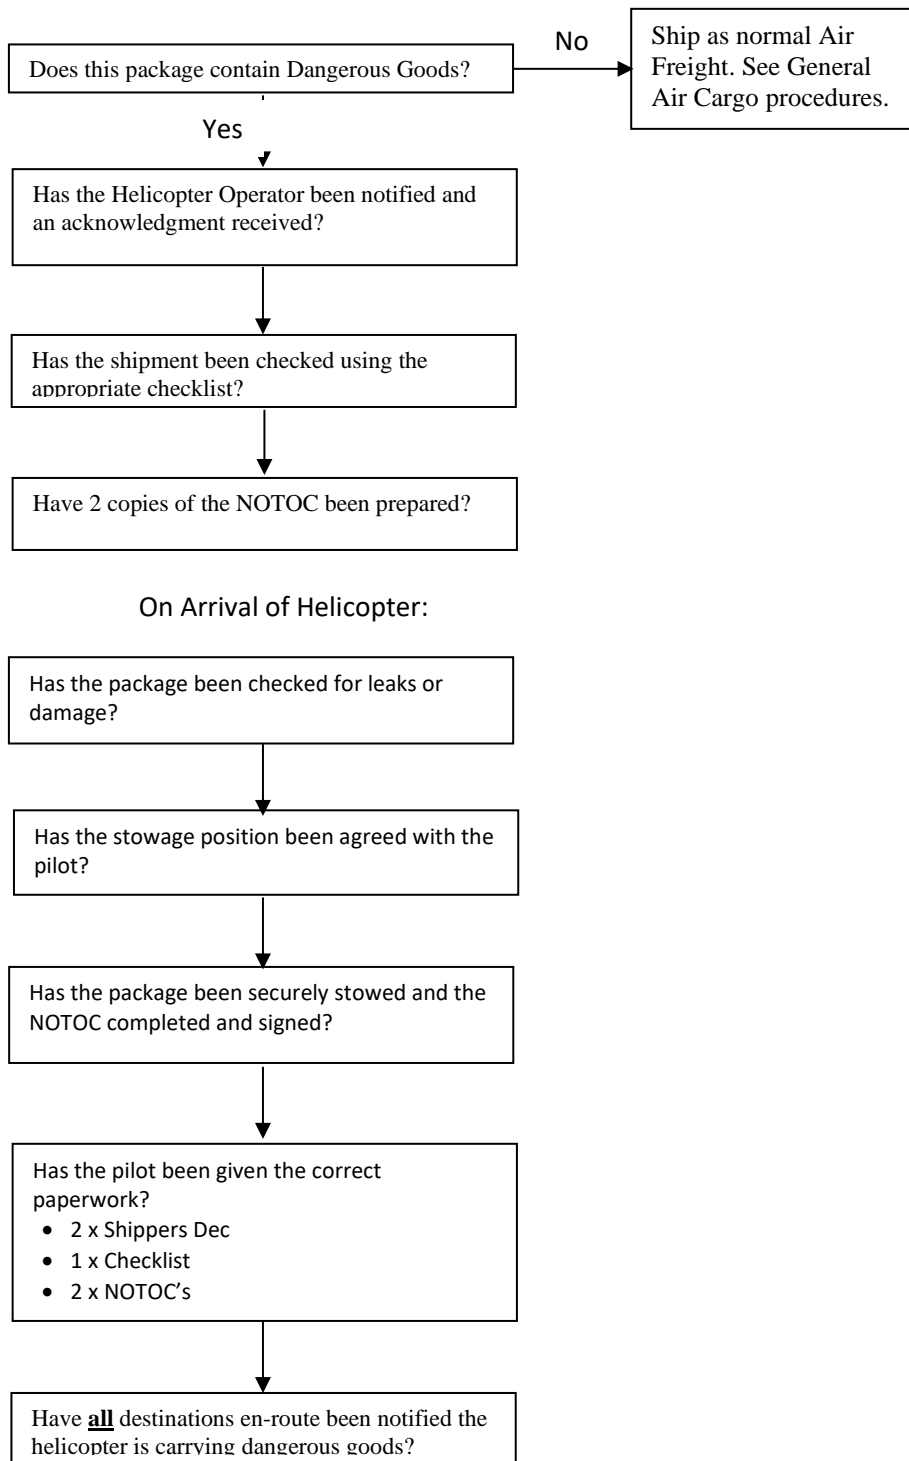 Does this package contain Dangerous Goods?
No
Ship as normal Air
Freight. See General
Air Cargo procedures.
Yes
Has the Helicopter Operator been notified and
an acknowledgment received?
Has the shipment been checked using the
appropriate checklist?
Have 2 copies of the NOTOC been prepared?
On Arrival of Helicopter:
Has the package been checked for leaks or
damage?
Has the stowage position been agreed with the
pilot?
Has the package been securely stowed and the
NOTOC completed and signed?
Has the pilot been given the correct
paperwork?
• 2 x Shippers Dec
• 1 x Checklist
• 2 x NOTOC’s
Have all destinations en-route been notified the
helicopter is carrying dangerous goods?